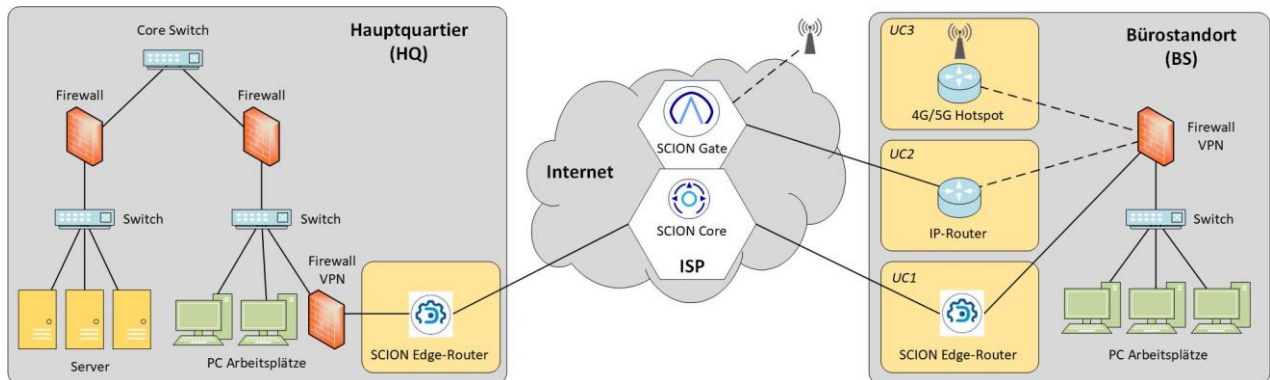 Core Switch
Hauptquartier
(HQ)
Firewall
Firewall
Switch
Switch
Firewall
VPN
Server
PC Arbeitsplätze
SCION Edge-Router
Internet
SCION Gate
SCION Core
ISP
UC3
4G/5G Hotspot
UC2
IP-Router
UC1
SCION Edge-Router
Bürostandort
(BS)
Firewall
VPN
Switch
PC Arbeitsplätze